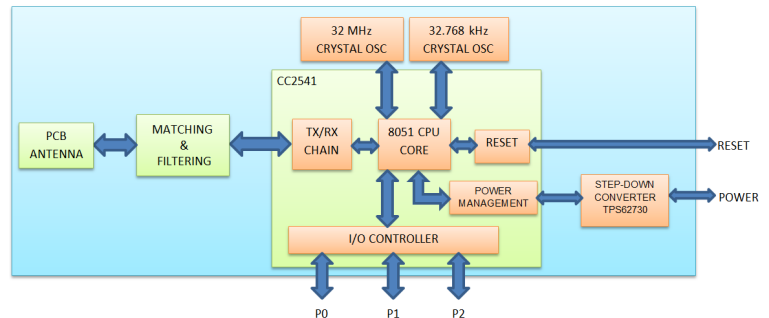 32 MHz
CRYSTAL OSC
32.768 kHz
CRYSTAL OSC
CC2541
PCB
ANTENNA
MATCHING
&
FILTERING
TX/RX
CHAIN
8051 CPU
CORE
RESET
RESET
POWER
MANAGEMENT
STEP-DOWN
CONVERTER
TPS62730
POWER
I/O CONTROLLER
P0
P1
P2